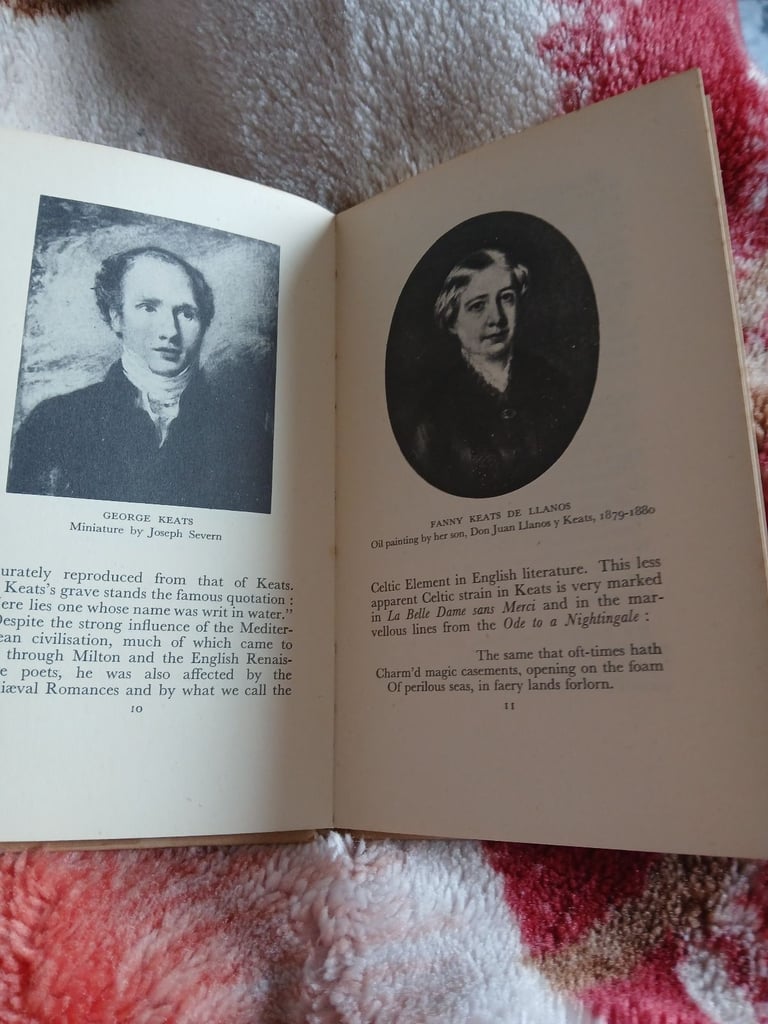 GEORGE KEATS
Miniature by Joseph Severn
urately reproduced from that of Keats.
Keats's grave stands the famous quotation :
ere lies one whose name was writ in water."
Despite the strong influence of the Mediter-
ean civilisation, much of which came to
through Milton and the English Renais-
e poets, he was also affected by the
iæval Romances and by what we call the
10
FANNY KEATS DE LLANOS
Oil painting by her son, Don Juan Llanos y Keats, 1879-1880
Celtic Element in English literature. This less
apparent Celtic strain in Keats is very marked
in La Belle Dame sans Merci and in the mar-
vellous lines from the Ode to a Nightingale :
The same that oft-times hath
Charm'd magic casements, opening on the foam
Of perilous seas, in faery lands forlorn.
11